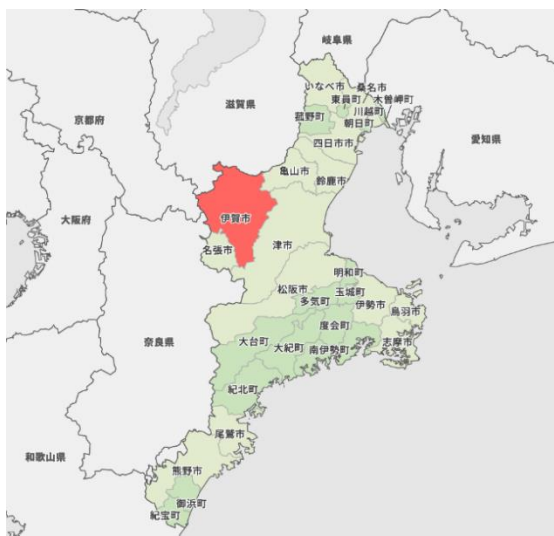 岐阜県
いなべ市
桑名市
東員町
木曽岬町
滋賀県
菰野町
川越町
朝日町
京都府
愛知県
四日市市
亀山市
鈴鹿市
大阪府
伊賀市
津市
名張市
明和町
松阪市
玉城町
多気町
伊勢市
鳥羽市
度会町
大台町
奈良県
大紀町
南伊勢町
志摩市
紀北町
尾鷲市
和歌山県
熊野市
御浜町
紀宝町